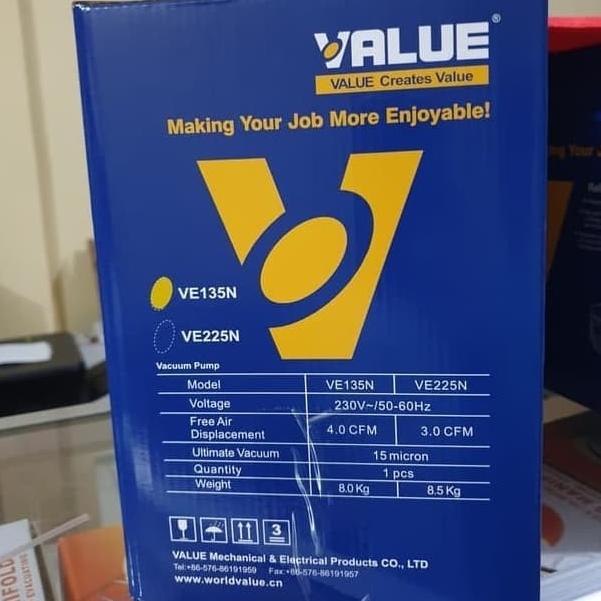 VALUE®
VALUE Creates Value
Making Your Job More Enjoyable!
VE135N
VE225N
Vacuum Pump
Model VE135N VE225N
Voltage 230V~/50-60Hz
Free Air
Displacement 4.0 CFM 3.0 CFM
Ultimate Vacuum 15 micron
Quantity 1 pcs
Weight 8.0 Kg 8.5 Kg
3
VALUE Mechanical & Electrical Products CO., LTD
Tel:+86-576-86191959 Fax:+86-576-86191957
www.worldvalue.cn